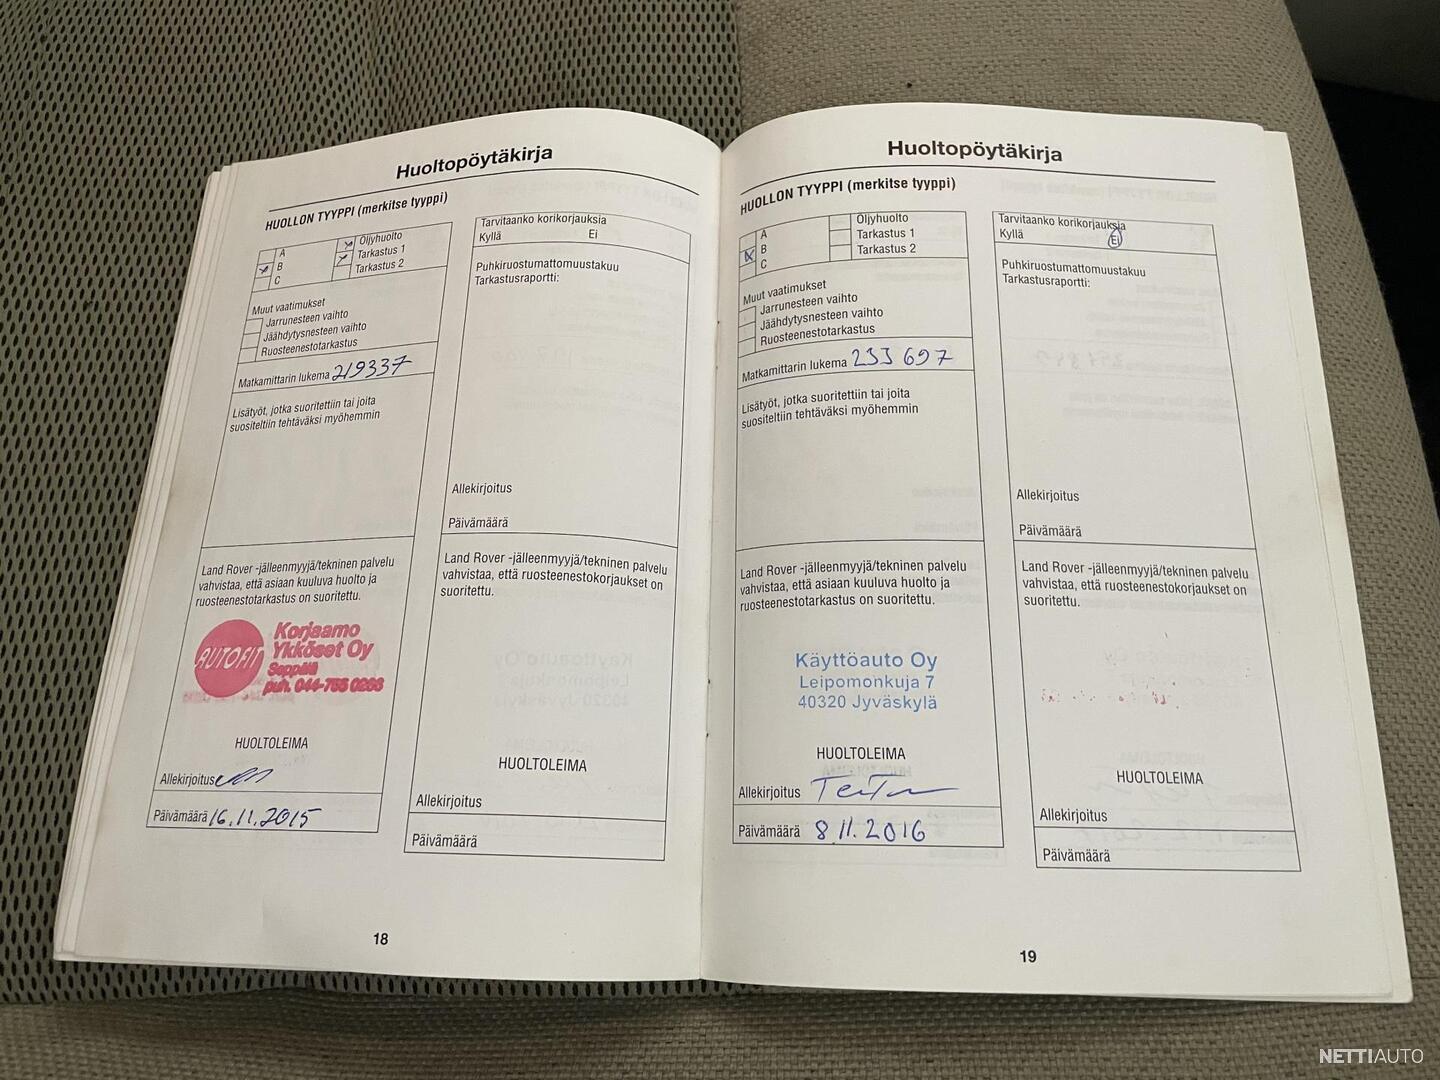 Huoltopöytäkirja
HUOLLON TYYPPI (merkitse tyyppi)
A
B
C
Öljyhuolto
Tarkastus 1
Tarkastus 2
Muut vaatimukset
Jarrunesteen vaihto
Jäähdytysnesteen vaihto
Ruosteenestotarkastus
Matkamittarin lukema 219337
Lisätyöt, jotka suoritettiin tai joita
suositeltiin tehtäväksi myöhemmin
Land Rover -jälleenmyyjä/tekninen palvelu
vahvistaa, että asiaan kuuluva huolto ja
ruosteenestotarkastus on suoritettu.
AUTOFIT
Korjaamo
Ykköset Oy
Seppälä
puh. 044-755 0266
HUOLTOLEIMA
Allekirjoitus
Päivämäärä 16.11.2015
Tarvitaanko korikorjauksia
Kyllä Ei
Puhkiruostumattomuustakuu
Tarkastusraportti:
Allekirjoitus
Päivämäärä
Land Rover -jälleenmyyjä/tekninen palvelu
vahvistaa, että ruosteenestokorjaukset on
suoritettu.
HUOLTOLEIMA
Allekirjoitus
Päivämäärä
18
Huoltopöytäkirja
HUOLLON TYYPPI (merkitse tyyppi)
A
B
C
Öljyhuolto
Tarkastus 1
Tarkastus 2
Muut vaatimukset
Jarrunesteen vaihto
Jäähdytysnesteen vaihto
Ruosteenestotarkastus
Matkamittarin lukema 233 697
Lisätyöt, jotka suoritettiin tai joita
suositeltiin tehtäväksi myöhemmin
Land Rover -jälleenmyyjä/tekninen palvelu
vahvistaa, että asiaan kuuluva huolto ja
ruosteenestotarkastus on suoritettu.
Käyttöauto Oy
Leipomonkuja 7
40320 Jyväskylä
HUOLTOLEIMA
Allekirjoitus
Päivämäärä 8 11. 2016
Tarvitaanko korikorjauksia
Kyllä Ei
Puhkiruostumattomuustakuu
Tarkastusraportti:
Allekirjoitus
Päivämäärä
Land Rover -jälleenmyyjä/tekninen palvelu
vahvistaa, että ruosteenestokorjaukset on
suoritettu.
HUOLTOLEIMA
Allekirjoitus
Päivämäärä
19
NETTIAUTO